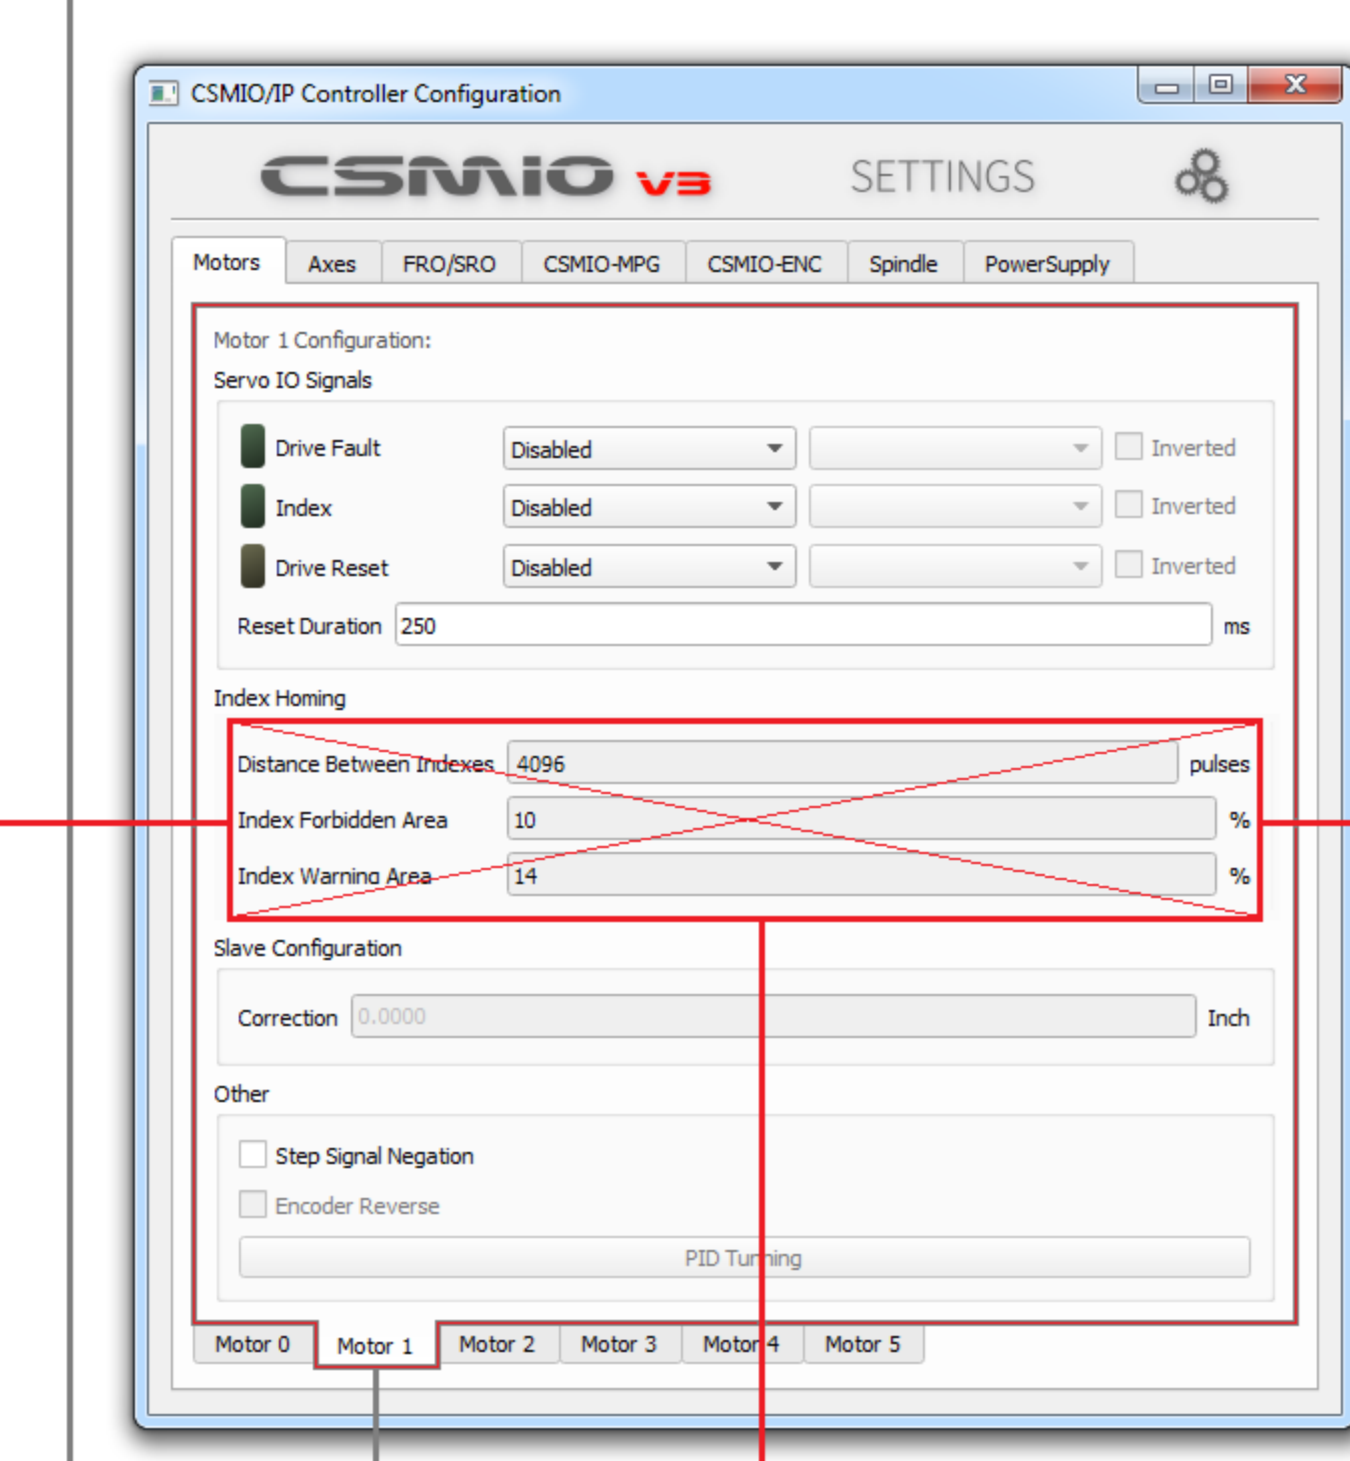 CSMIO/IP Controller Configuration
CSMIO V3 SETTINGS
Motors Axes FRO/SRO CSMIO-MPG CSMIO-ENC Spindle PowerSupply
Motor 1 Configuration:
Servo IO Signals
Drive Fault Disabled Inverted
Index Disabled Inverted
Drive Reset Disabled Inverted
Reset Duration 250 ms
Index Homing
Distance Between Indexes 4096 pulses
Index Forbidden Area 10 %
Index Warning Area 14 %
Slave Configuration
Correction 0.0000 Inch
Other
Step Signal Negation
Encoder Reverse
PID Tunning
Motor 0 Motor 1 Motor 2 Motor 3 Motor 4 Motor 5